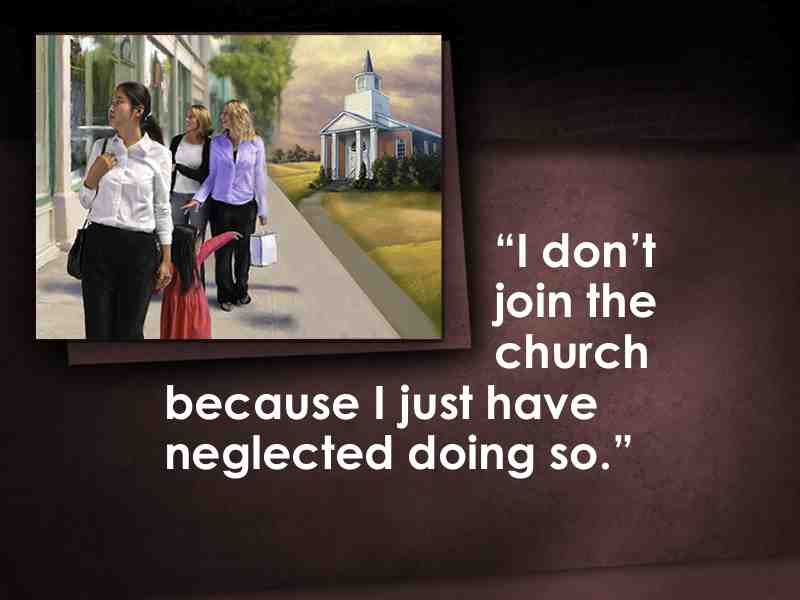 “I don’t
join the
church
because I just have
neglected doing so.”